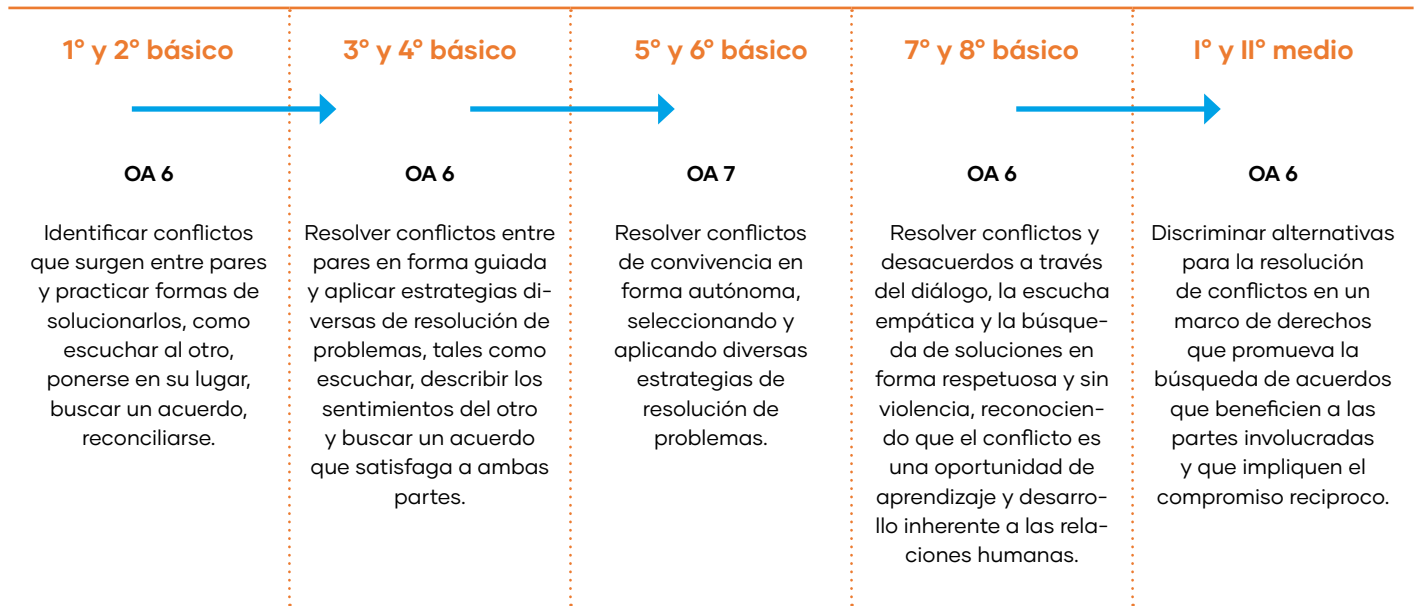 1° y 2° básico
OA 6
Identificar conflictos
que surgen entre pares
y practicar formas de
solucionarlos, como
escuchar al otro,
ponerse en su lugar,
buscar un acuerdo,
reconciliarse.
3° y 4° básico
OA 6
Resolver conflictos entre
pares en forma guiada
y aplicar estrategias di-
versas de resolución de
problemas, tales como
escuchar, describir los
sentimientos del otro
y buscar un acuerdo
que satisfaga a ambas
partes.
5° y 6° básico
OA 7
Resolver conflictos
de convivencia en
forma autónoma,
seleccionando y
aplicando diversas
estrategias de
resolución de
problemas.
7° y 8° básico
OA 6
Resolver conflictos y
desacuerdos a través
del diálogo, la escucha
empática y la búsque-
da de soluciones en
forma respetuosa y sin
violencia, reconocien-
do que el conflicto es
una oportunidad de
aprendizaje y desarro-
llo inherente a las rela-
ciones humanas.
I° y II° medio
OA 6
Discriminar alternativas
para la resolución
de conflictos en un
marco de derechos
que promueva la
búsqueda de acuerdos
que beneficien a las
partes involucradas
y que impliquen el
compromiso reciproco.